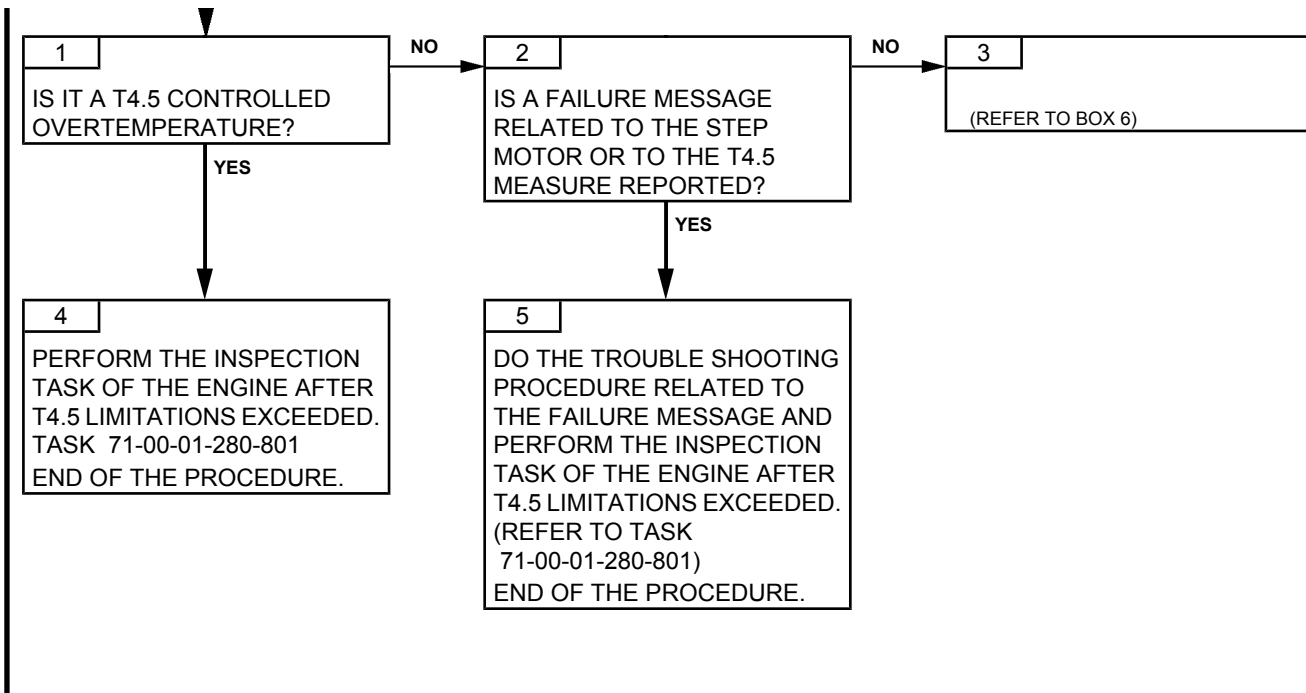 1
IS IT A T4.5 CONTROLLED
OVERTEMPERATURE?
NO
YES
2
IS A FAILURE MESSAGE
RELATED TO THE STEP
MOTOR OR TO THE T4.5
MEASURE REPORTED?
NO
YES
3
(REFER TO BOX 6)
4
PERFORM THE INSPECTION
TASK OF THE ENGINE AFTER
T4.5 LIMITATIONS EXCEEDED.
TASK 71-00-01-280-801
END OF THE PROCEDURE.
5
DO THE TROUBLE SHOOTING
PROCEDURE RELATED TO
THE FAILURE MESSAGE AND
PERFORM THE INSPECTION
TASK OF THE ENGINE AFTER
T4.5 LIMITATIONS EXCEEDED.
(REFER TO TASK
71-00-01-280-801)
END OF THE PROCEDURE.